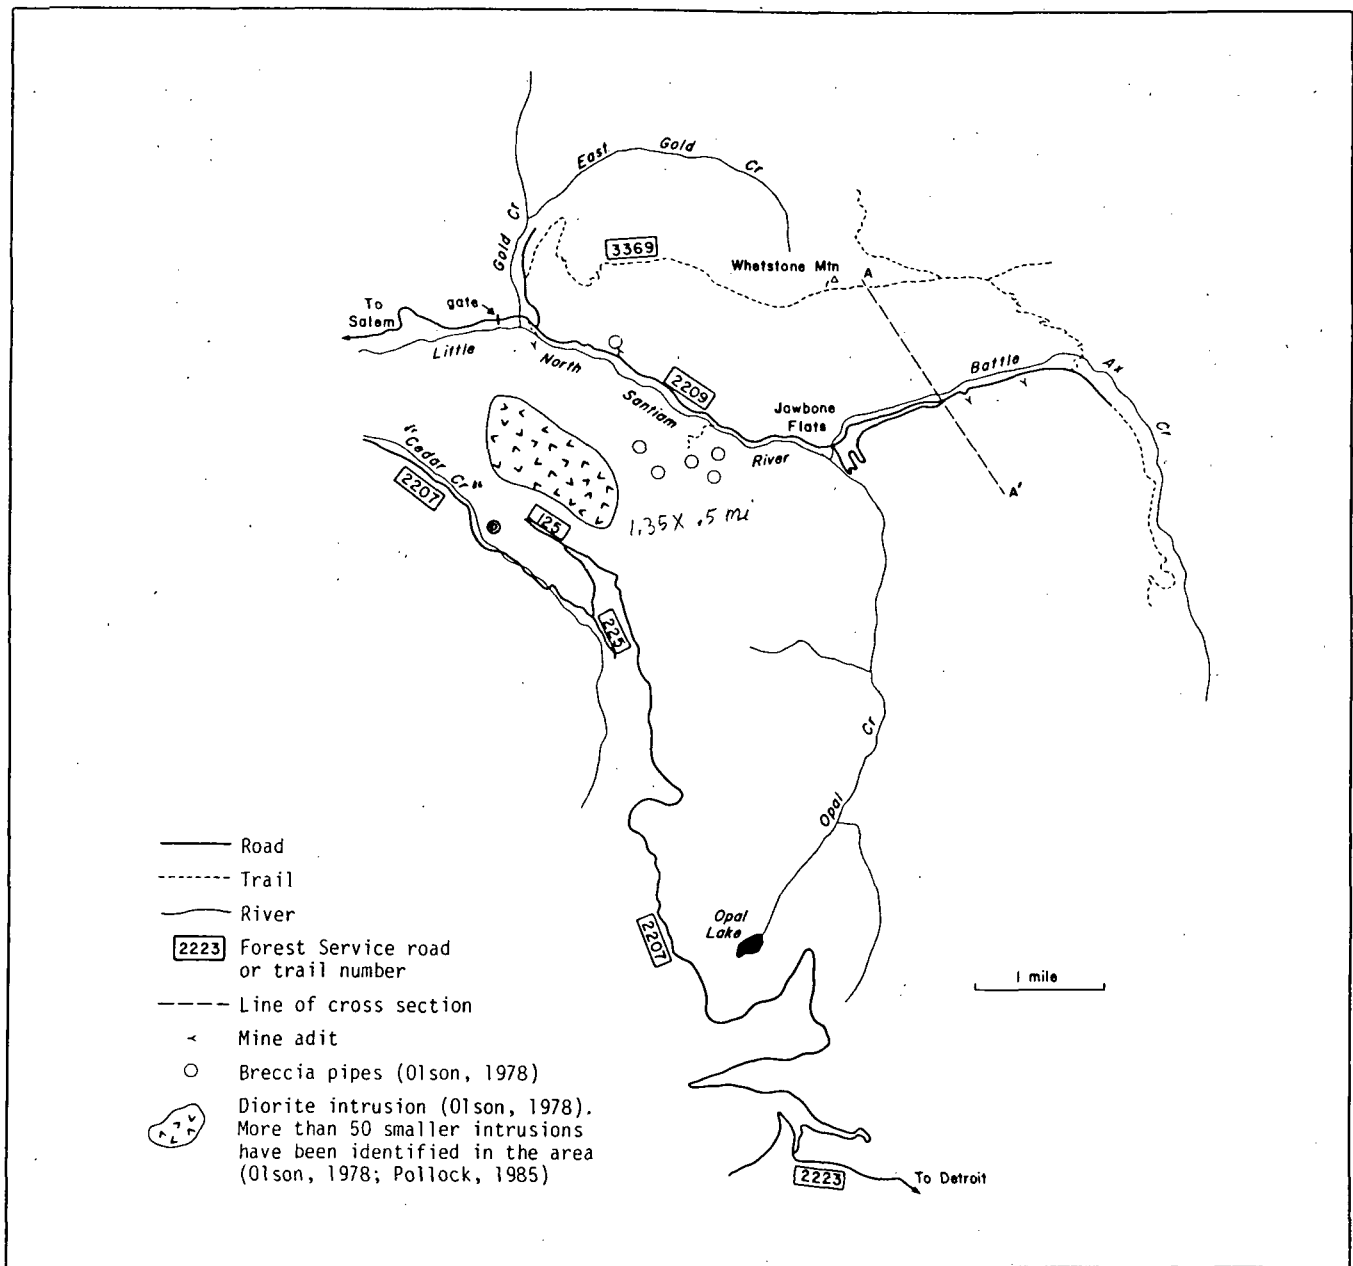 East Gold Cr
Gold Cr
3369
Whetstone Mtn
A
To
Salem
gate
Little North Santiam River
2209
Battle Ax Cr
Jawbone
Flats
"Cedar Cr"
2207
125
1.35 X .5 mi
A'
225
Opal Cr
Opal
Lake
2207
1 mile
2223
To Detroit
Road
Trail
River
2223 Forest Service road
or trail number
Line of cross section
Mine adit
Breccia pipes (Olson, 1978)
Diorite intrusion (Olson, 1978).
More than 50 smaller intrusions
have been identified in the area
(Olson, 1978; Pollock, 1985)